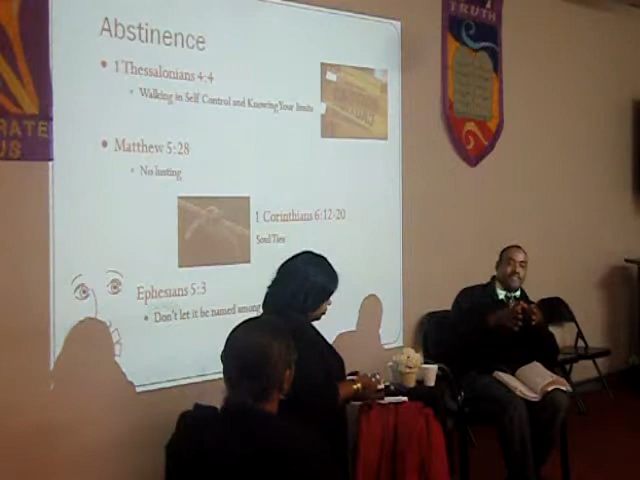 Abstinence
1 Thessalonians 4:4
Walking in Self Control and Knowing Your limits
Matthew 5:28
No lusting
1 Corinthians 6:12-20
Soul Ties
Ephesians 5:3
Don't let it be named among
TRUTH
RATE
US